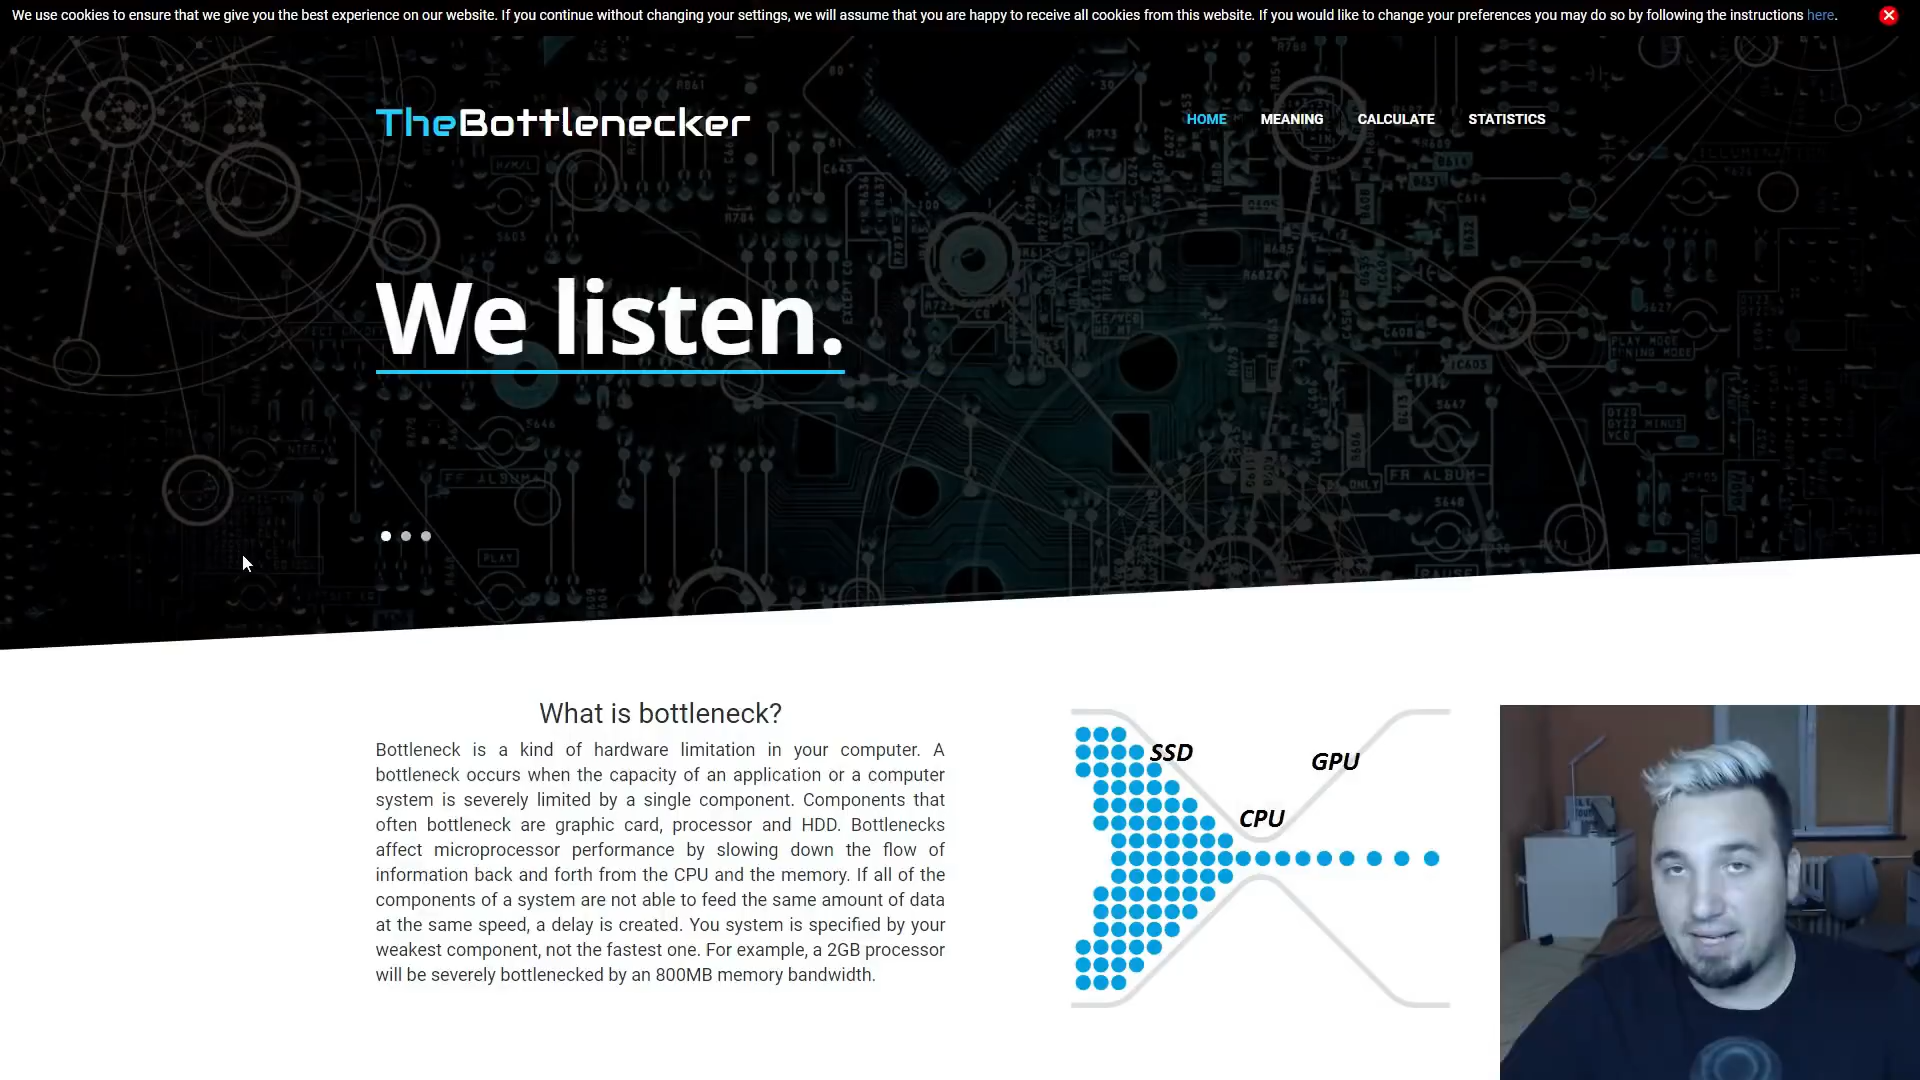 We use cookies to ensure that we give you the best experience on our website. If you continue without changing your settings, we will assume that you are happy to receive all cookies from this website. If you would like to change your preferences you may do so by following the instructions here.
TheBottlenecker
HOME MEANING CALCULATE STATISTICS
We listen.
What is bottleneck?
Bottleneck is a kind of hardware limitation in your computer. A
bottleneck occurs when the capacity of an application or a computer
system is severely limited by a single component. Components that
often bottleneck are graphic card, processor and HDD. Bottlenecks
affect microprocessor performance by slowing down the flow of
information back and forth from the CPU and the memory. If all of the
components of a system are not able to feed the same amount of data
at the same speed, a delay is created. You system is specified by your
weakest component, not the fastest one. For example, a 2GB processor
will be severely bottlenecked by an 800MB memory bandwidth.
SSD
GPU
CPU